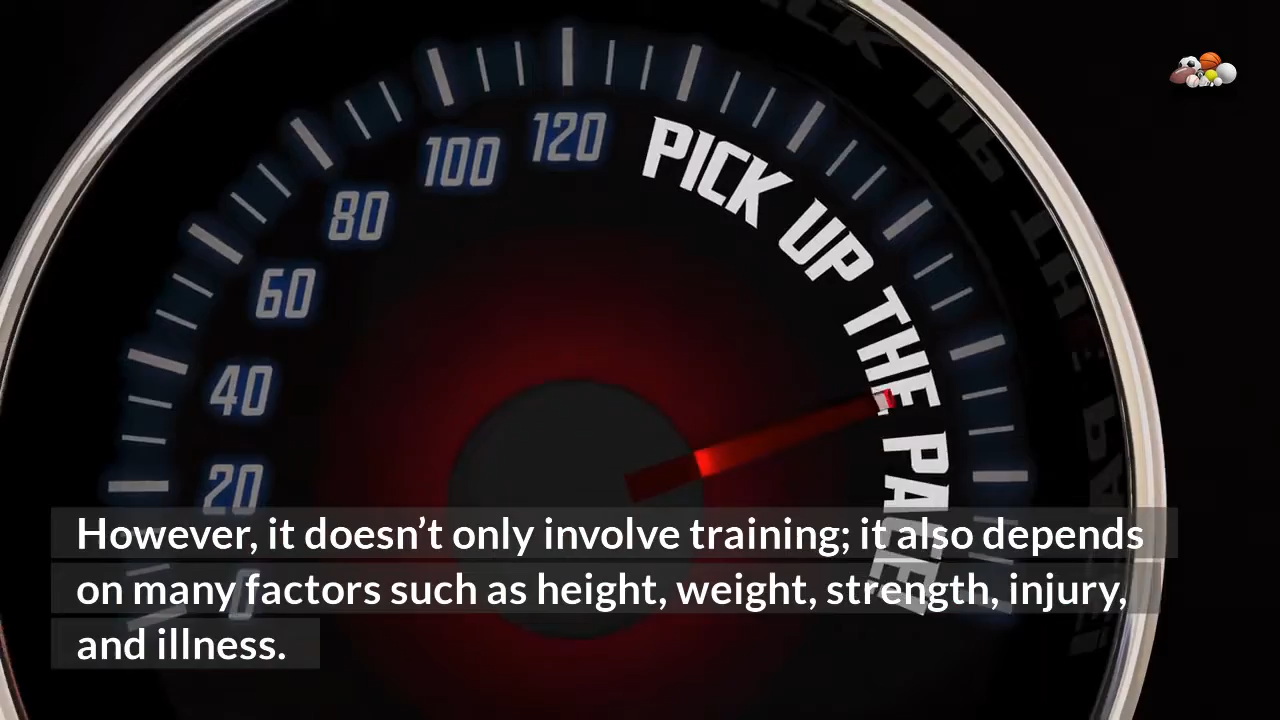 120
100
80
60
40
20
0
PICK UP THE PACE!
However, it doesn’t only involve training; it also depends
on many factors such as height, weight, strength, injury,
and illness.